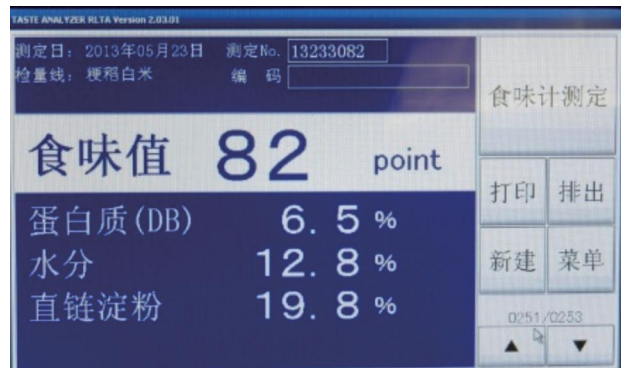 TASTE ANALYZER RLTA Version 2.03.01
测定日: 2013年05月23日 测定No. 13233082
检量线: 粳稻白米 编 码
食味计测定
食味值 82 point
打印 排出
蛋白质(DB) 6.5 %
水分 12.8 %
新建 菜单
直链淀粉 19.8 %
0251/0253
▲ ▼